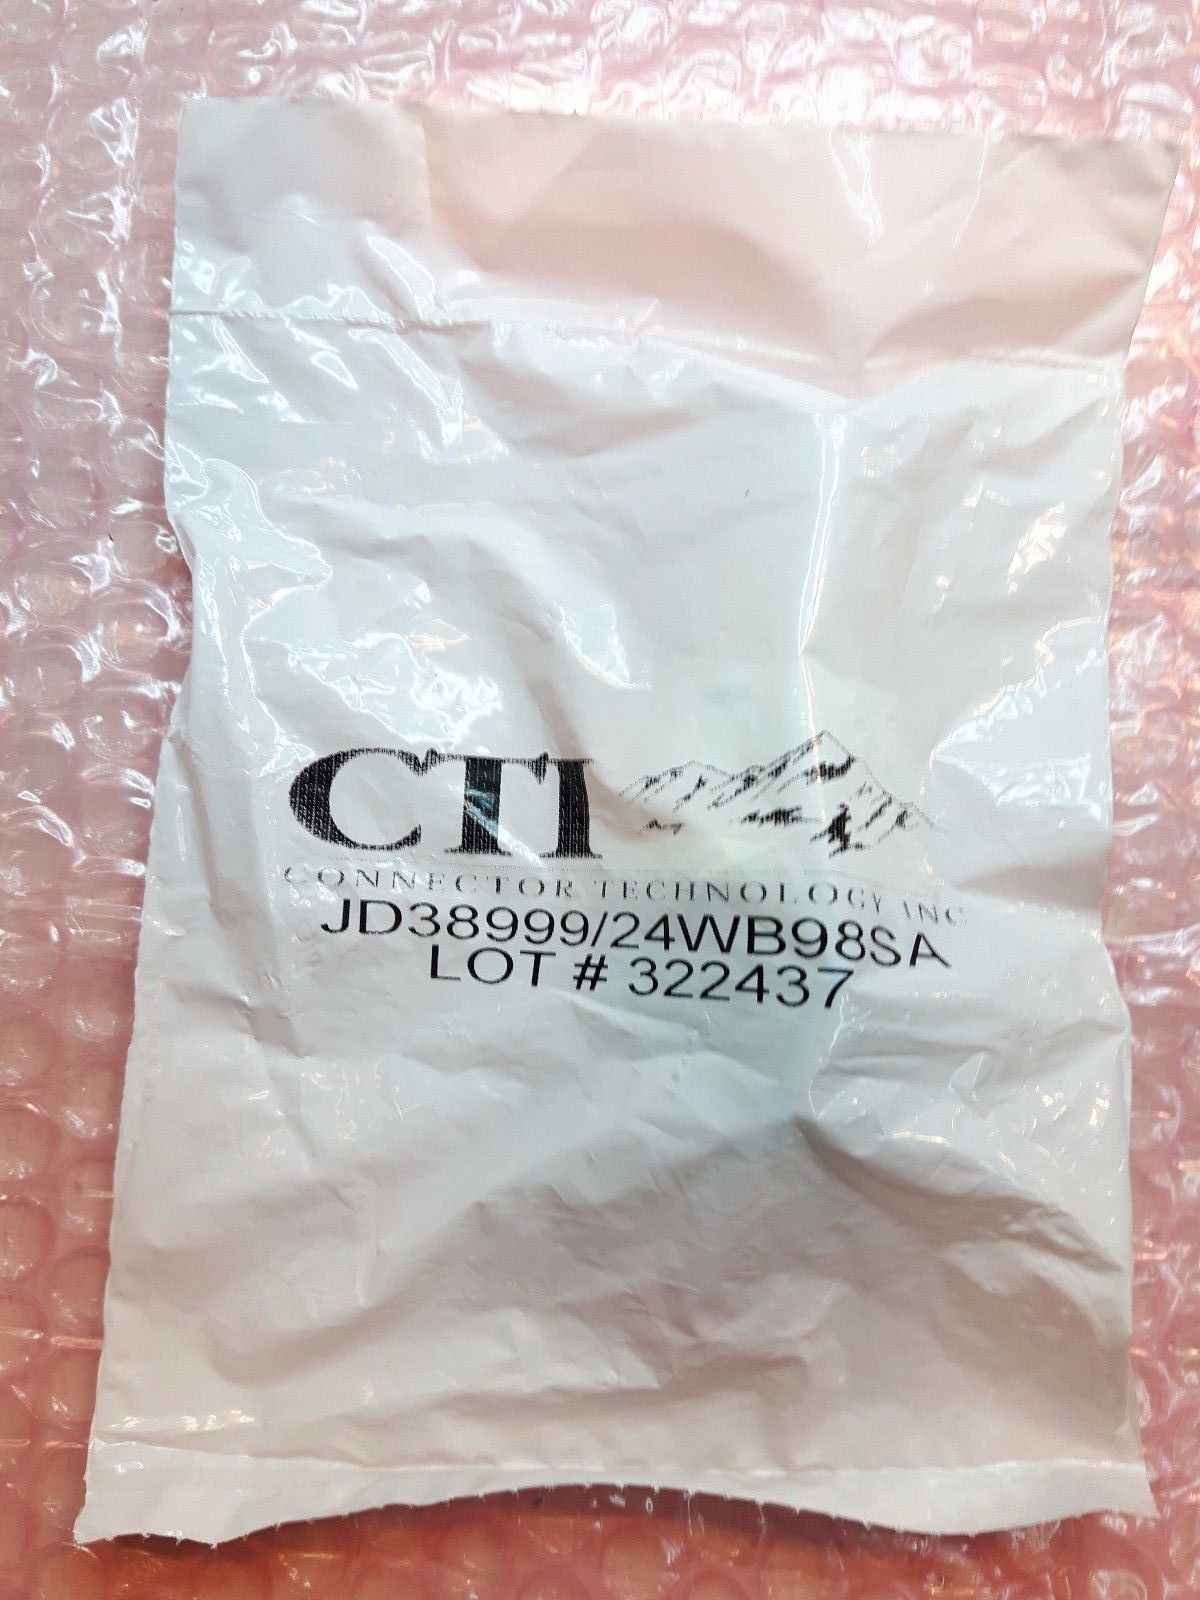 CTI
CONNECTOR TECHNOLOGY INC
JD38999/24WB98SA
LOT # 322437